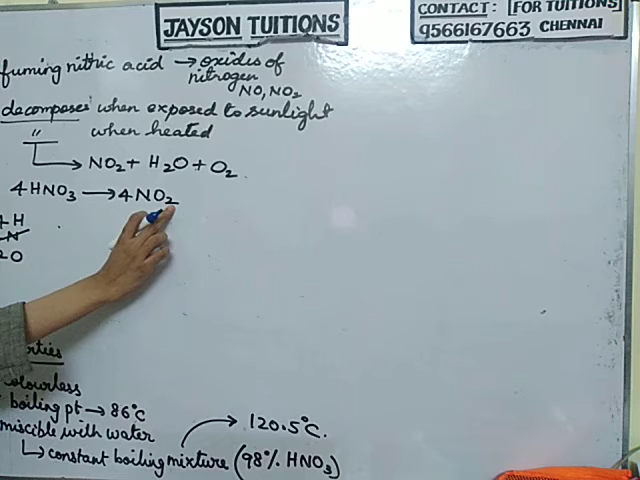 JAYSON TUITIONS
CONTACT: [FOR TUITIONS]
9566167663 CHENNAI
fuming nitric acid → oxides of
nitrogen
NO, NO₂
decomposes when exposed to sunlight
" when heated
→ NO₂ + H₂O + O₂
4HNO₃ → 4NO₂
H
N
O
rties
colourless
boiling pt → 86°C
miscible with water
→ 120.5°C.
↳ constant boiling mixture (98% HNO₃)